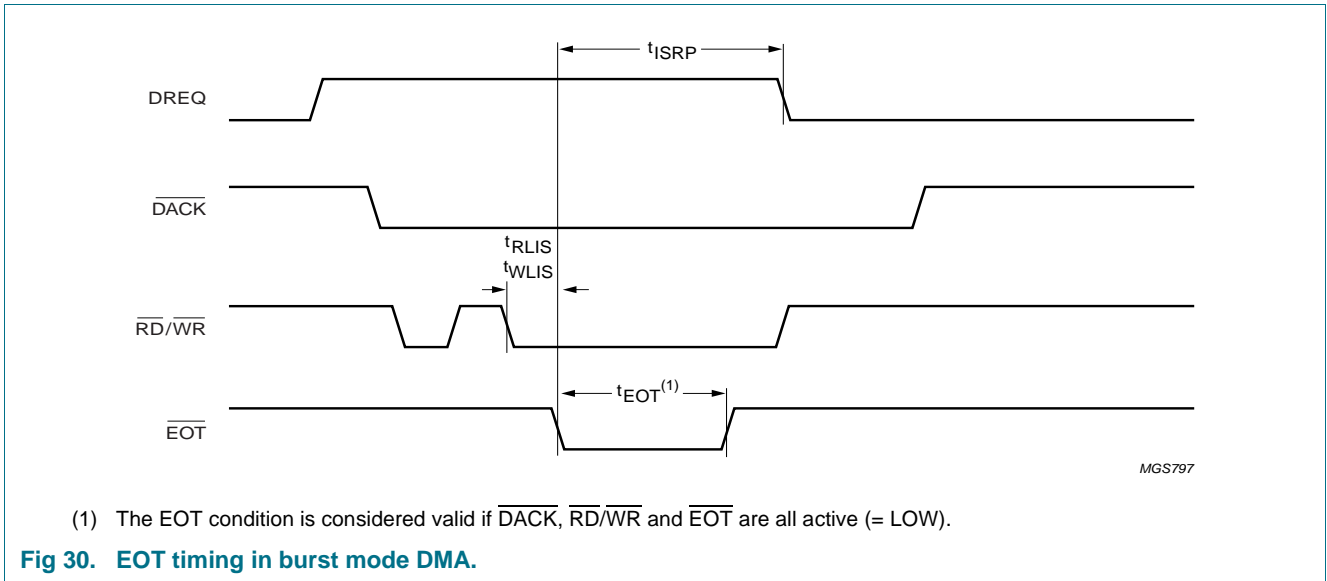 tISRP
DREQ
DACK
tRLIS
tWLIS
RD/WR
tEOT(1)
EOT
MGS797
(1) The EOT condition is considered valid if DACK, RD/WR and EOT are all active (= LOW).
Fig 30. EOT timing in burst mode DMA.